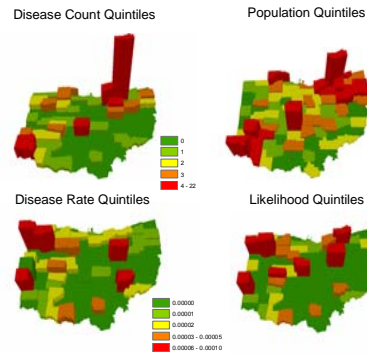 Disease Count Quintiles
Population Quintiles
0
1
2
3
4 - 22
Disease Rate Quintiles
Likelihood Quintiles
0.00000
0.00001
0.00002
0.00003 - 0.00005
0.00006 - 0.00010